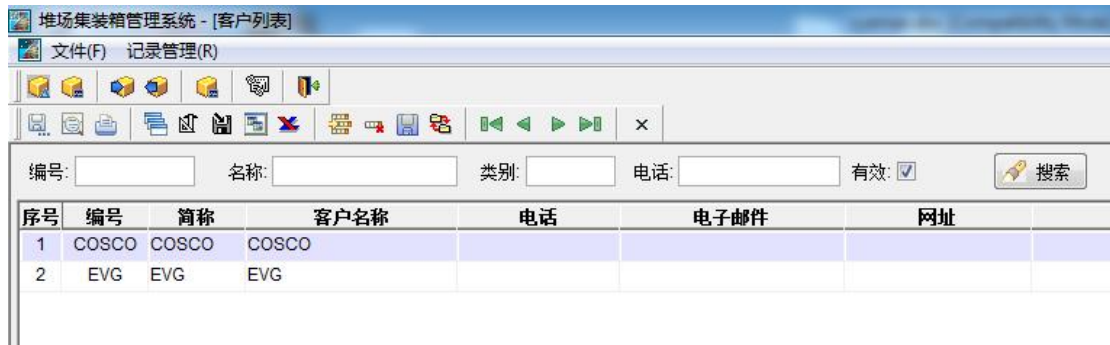 堆场集装箱管理系统 - [客户列表]
文件(F) 记录管理(R)
编号: 名称: 类别: 电话: 有效: 搜索
序号 编号 简称 客户名称 电话 电子邮件 网址
1 COSCO COSCO COSCO
2 EVG EVG EVG